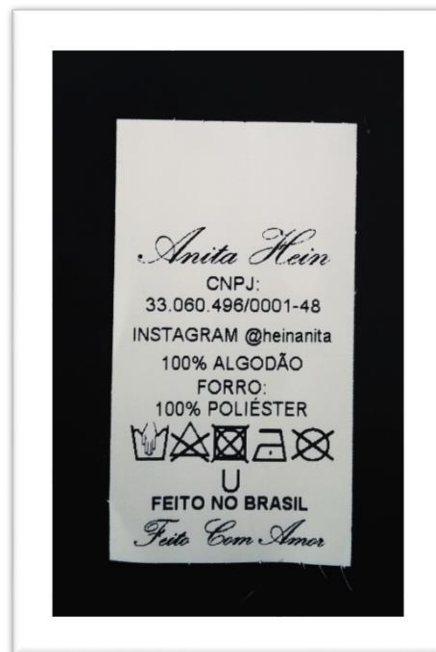 Anita Hein
CNPJ:
33.060.496/0001-48
INSTAGRAM @heinanita
100% ALGODÃO
FORRO:
100% POLIÉSTER
U
FEITO NO BRASIL
Feito Com Amor